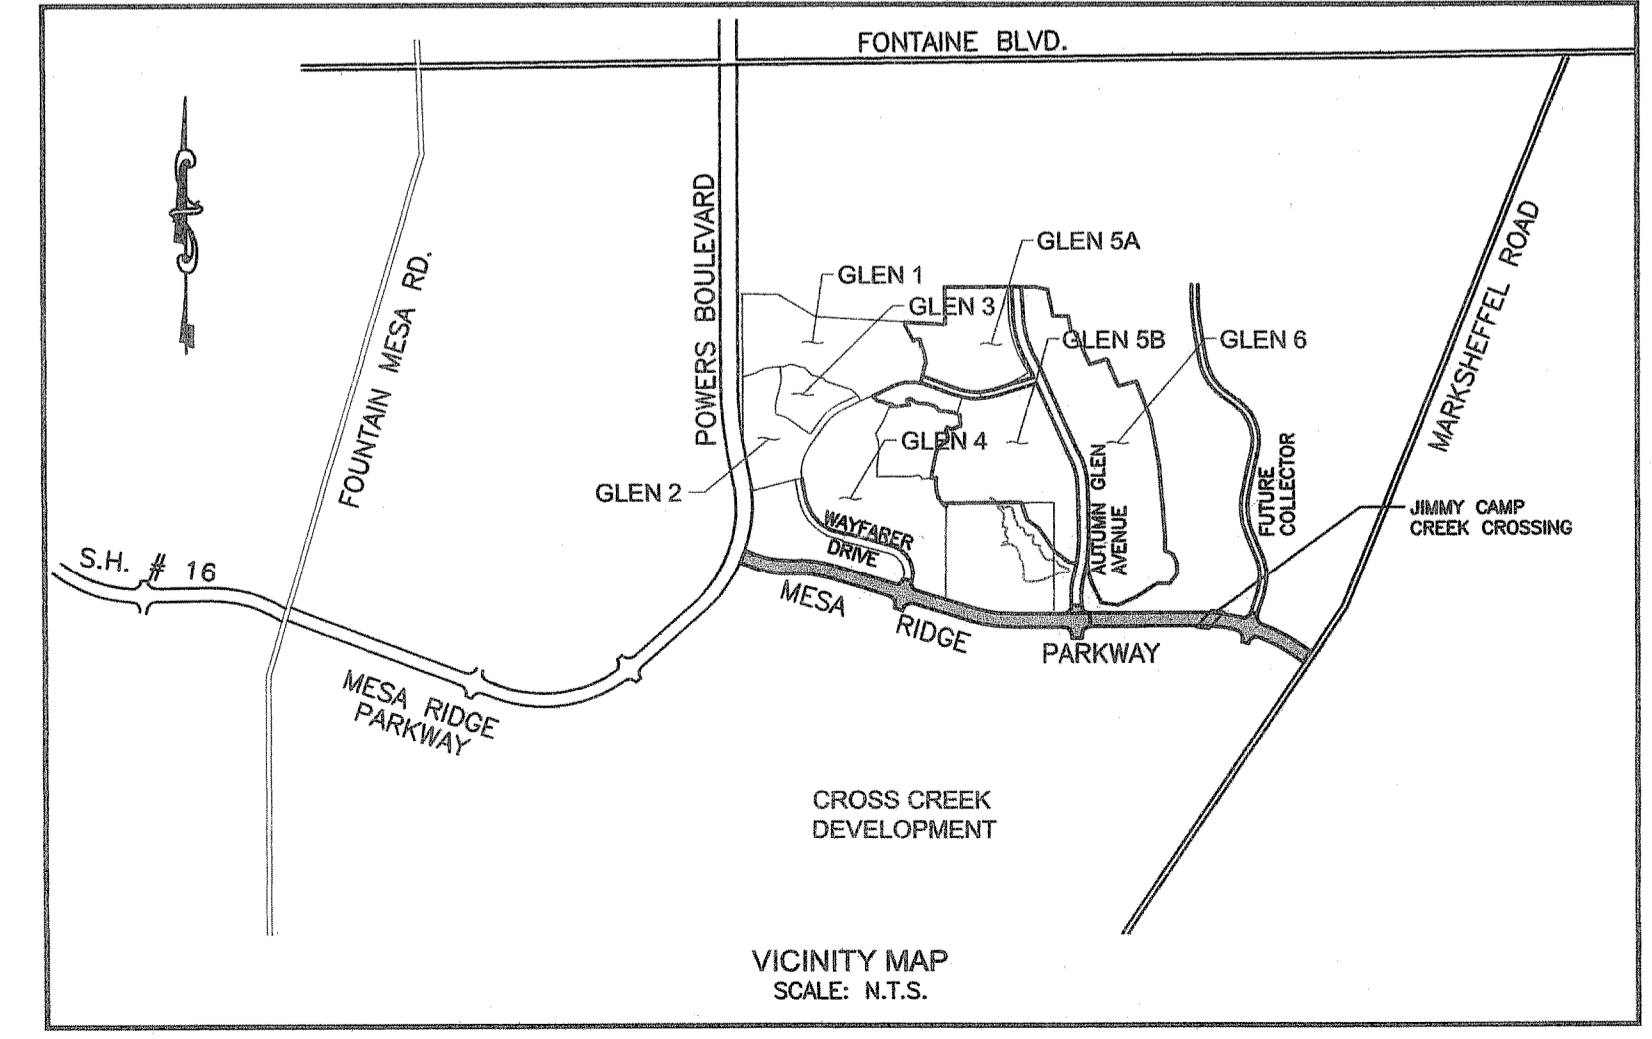 FONTAINE BLVD.
POWERS BOULEVARD
FOUNTAIN MESA RD.
MARKSHEFFEL ROAD
GLEN 5A
GLEN 1
GLEN 3
GLEN 5B
GLEN 6
GLEN 4
GLEN 2
WAYFARER
DRIVE
AUTUMN GLEN
AVENUE
FUTURE
COLLECTOR
JIMMY CAMP
CREEK CROSSING
S.H. # 16
MESA RIDGE PARKWAY
MESA RIDGE
PARKWAY
CROSS CREEK
DEVELOPMENT
VICINITY MAP
SCALE: N.T.S.